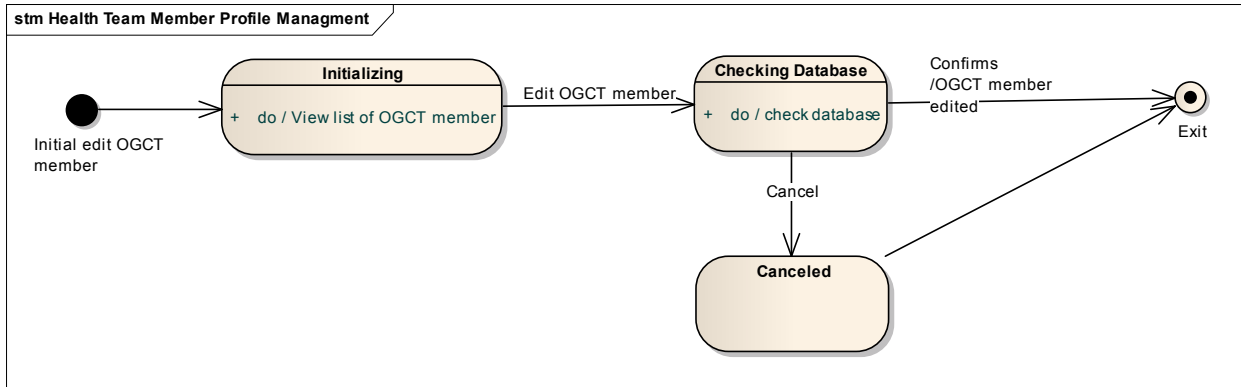 stm Health Team Member Profile Managment
Initial edit OGCT
member
Initializing
+ do / View list of OGCT member
Edit OGCT member
Checking Database
+ do / check database
Confirms
/OGCT member
edited
Exit
Cancel
Canceled